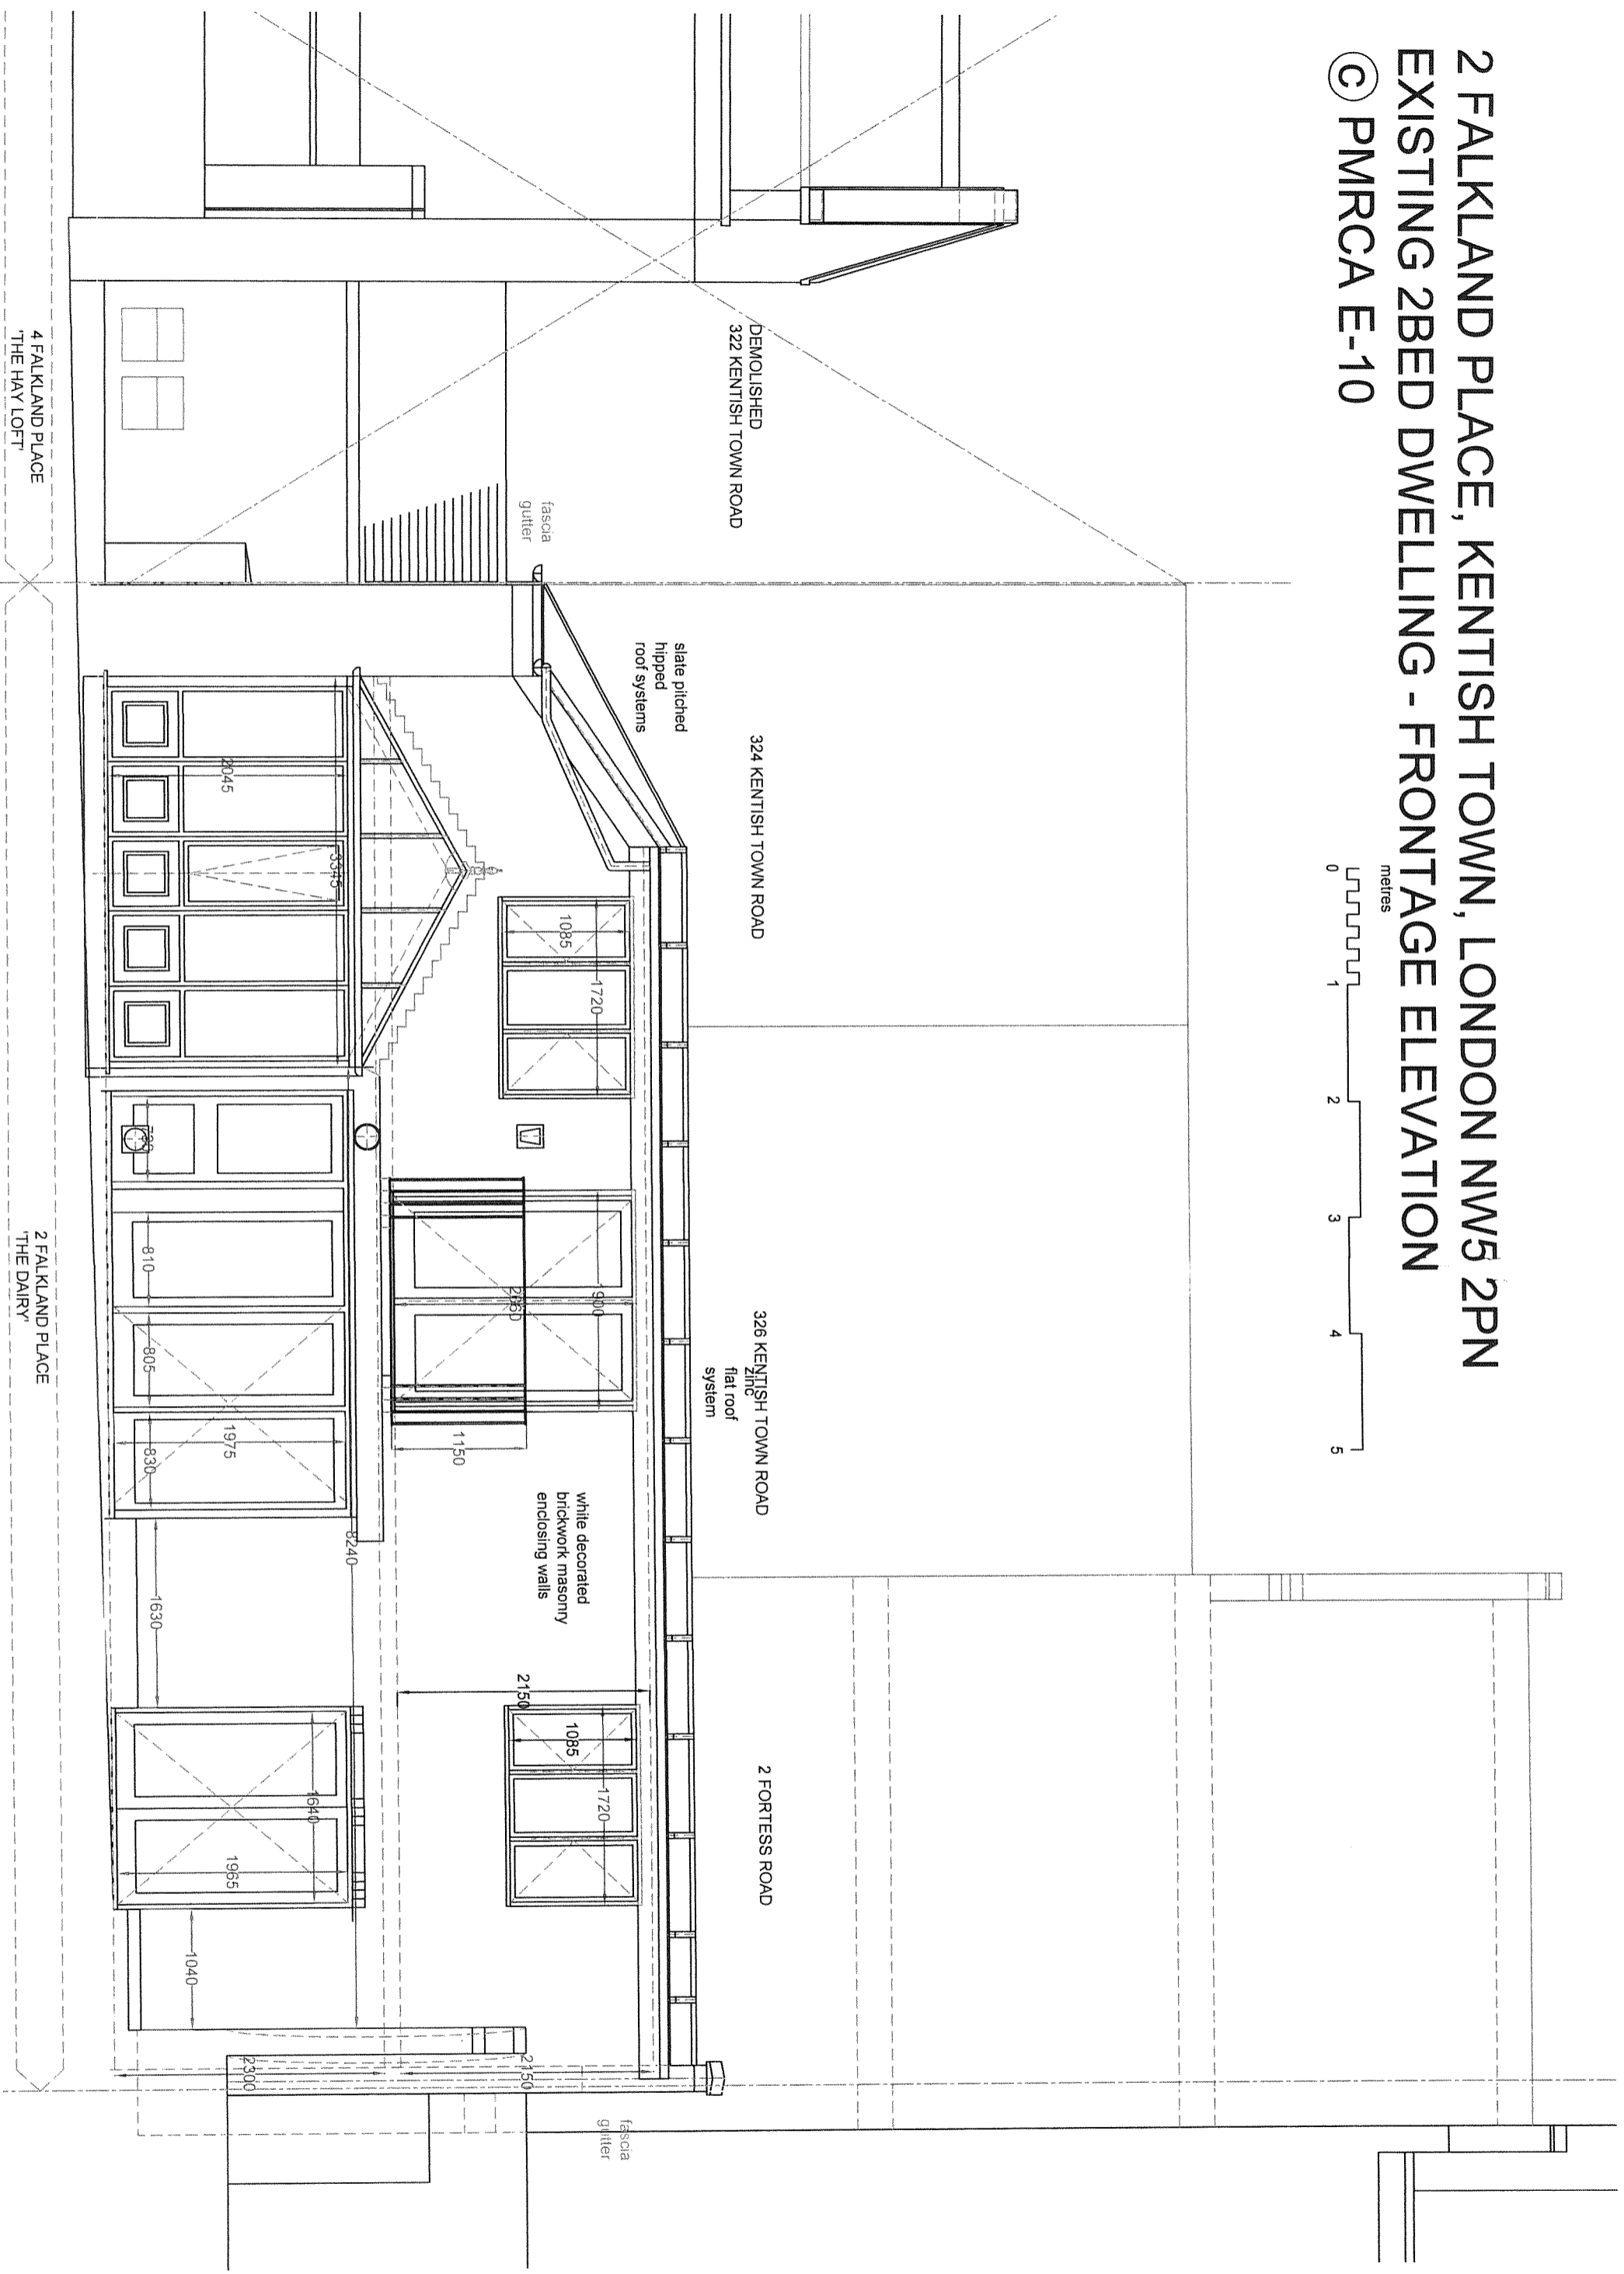 2 FALKLAND PLACE, KENTISH TOWN, LONDON NW5 2PN
EXISTING 2BED DWELLING - FRONTAGE ELEVATION
© PMRCA E-10
metres
0 1 2 3 4 5
DEMOLISHED
322 KENTISH TOWN ROAD
324 KENTISH TOWN ROAD
326 KENTISH TOWN ROAD
2 FORTESS ROAD
zinc
flat roof
system
slate pitched
hipped
roof systems
fascia
gutter
white decorated
brickwork masonry
enclosing walls
fascia
gutter
1085
1720
1900
1150
2150
1085
1720
2150
2045
3345
810
805
830
1975
8240
1630
1640
1965
1040
2300
4 FALKLAND PLACE
'THE HAY LOFT'
2 FALKLAND PLACE
'THE DAIRY'